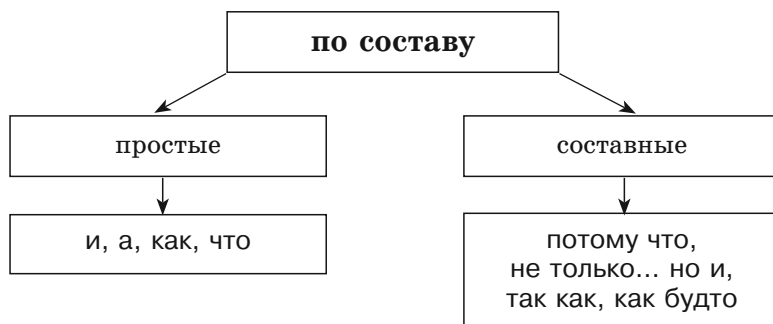 по составу
простые
составные
и, а, как, что
потому что,
не только... но и,
так как, как будто